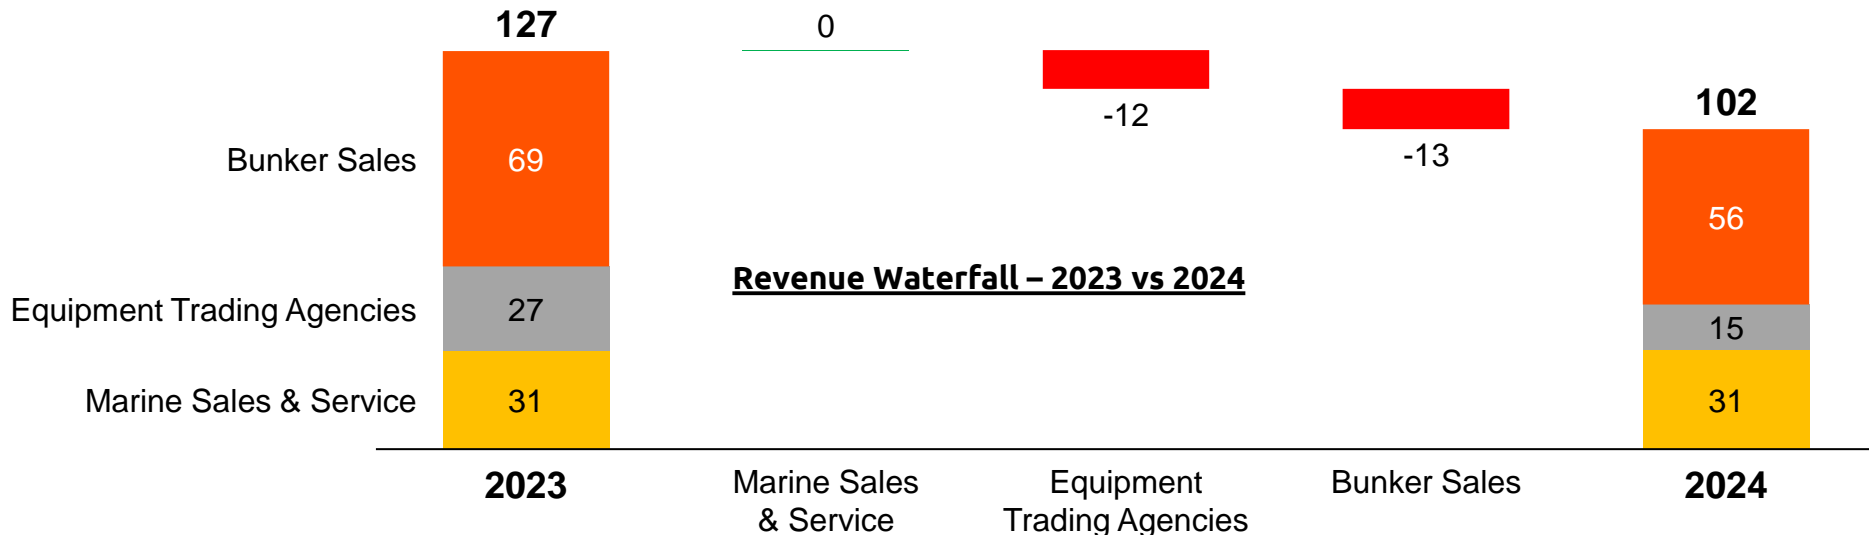 127
0
-12
-13
102
Bunker Sales
69
56
Revenue Waterfall – 2023 vs 2024
Equipment Trading Agencies
27
15
Marine Sales & Service
31
31
2023
Marine Sales
& Service
Equipment
Trading Agencies
Bunker Sales
2024